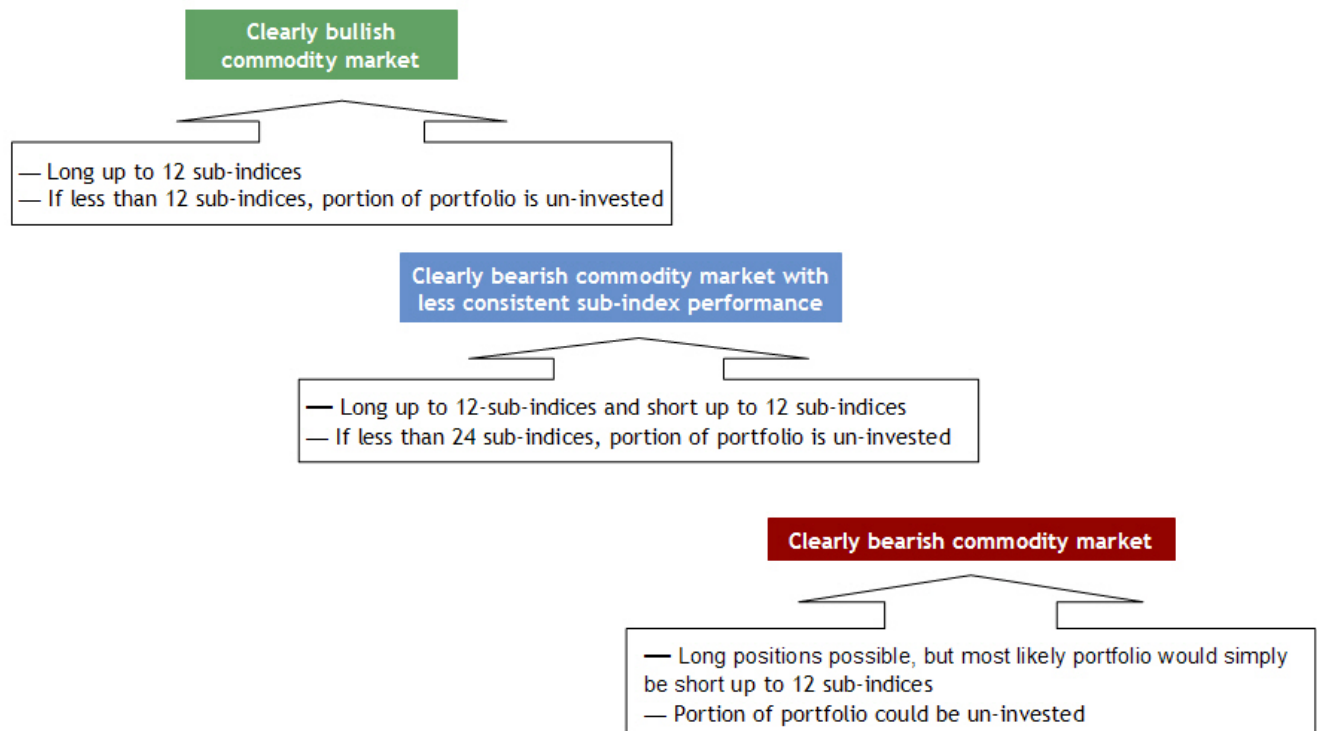 Clearly bullish
commodity market
— Long up to 12 sub-indices
— If less than 12 sub-indices, portion of portfolio is un-invested
Clearly bearish commodity market with
less consistent sub-index performance
— Long up to 12-sub-indices and short up to 12 sub-indices
— If less than 24 sub-indices, portion of portfolio is un-invested
Clearly bearish commodity market
— Long positions possible, but most likely portfolio would simply
be short up to 12 sub-indices
— Portion of portfolio could be un-invested